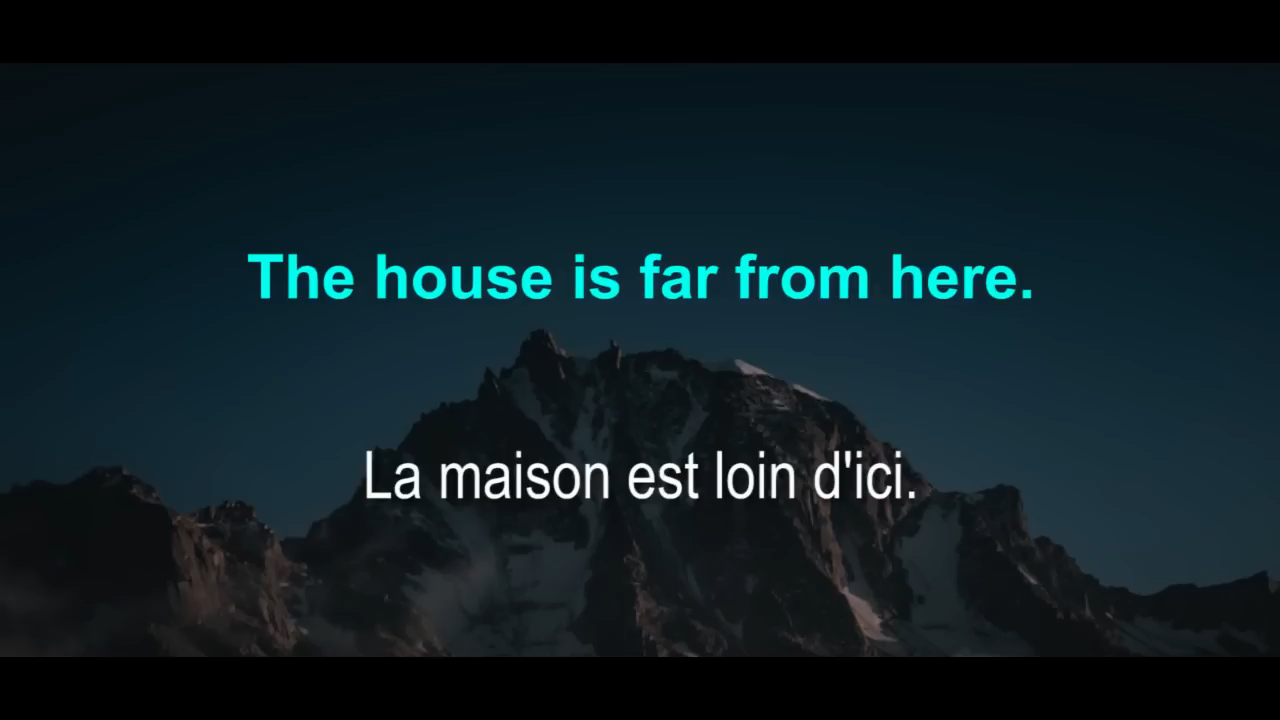 The house is far from here.
La maison est loin d'ici.